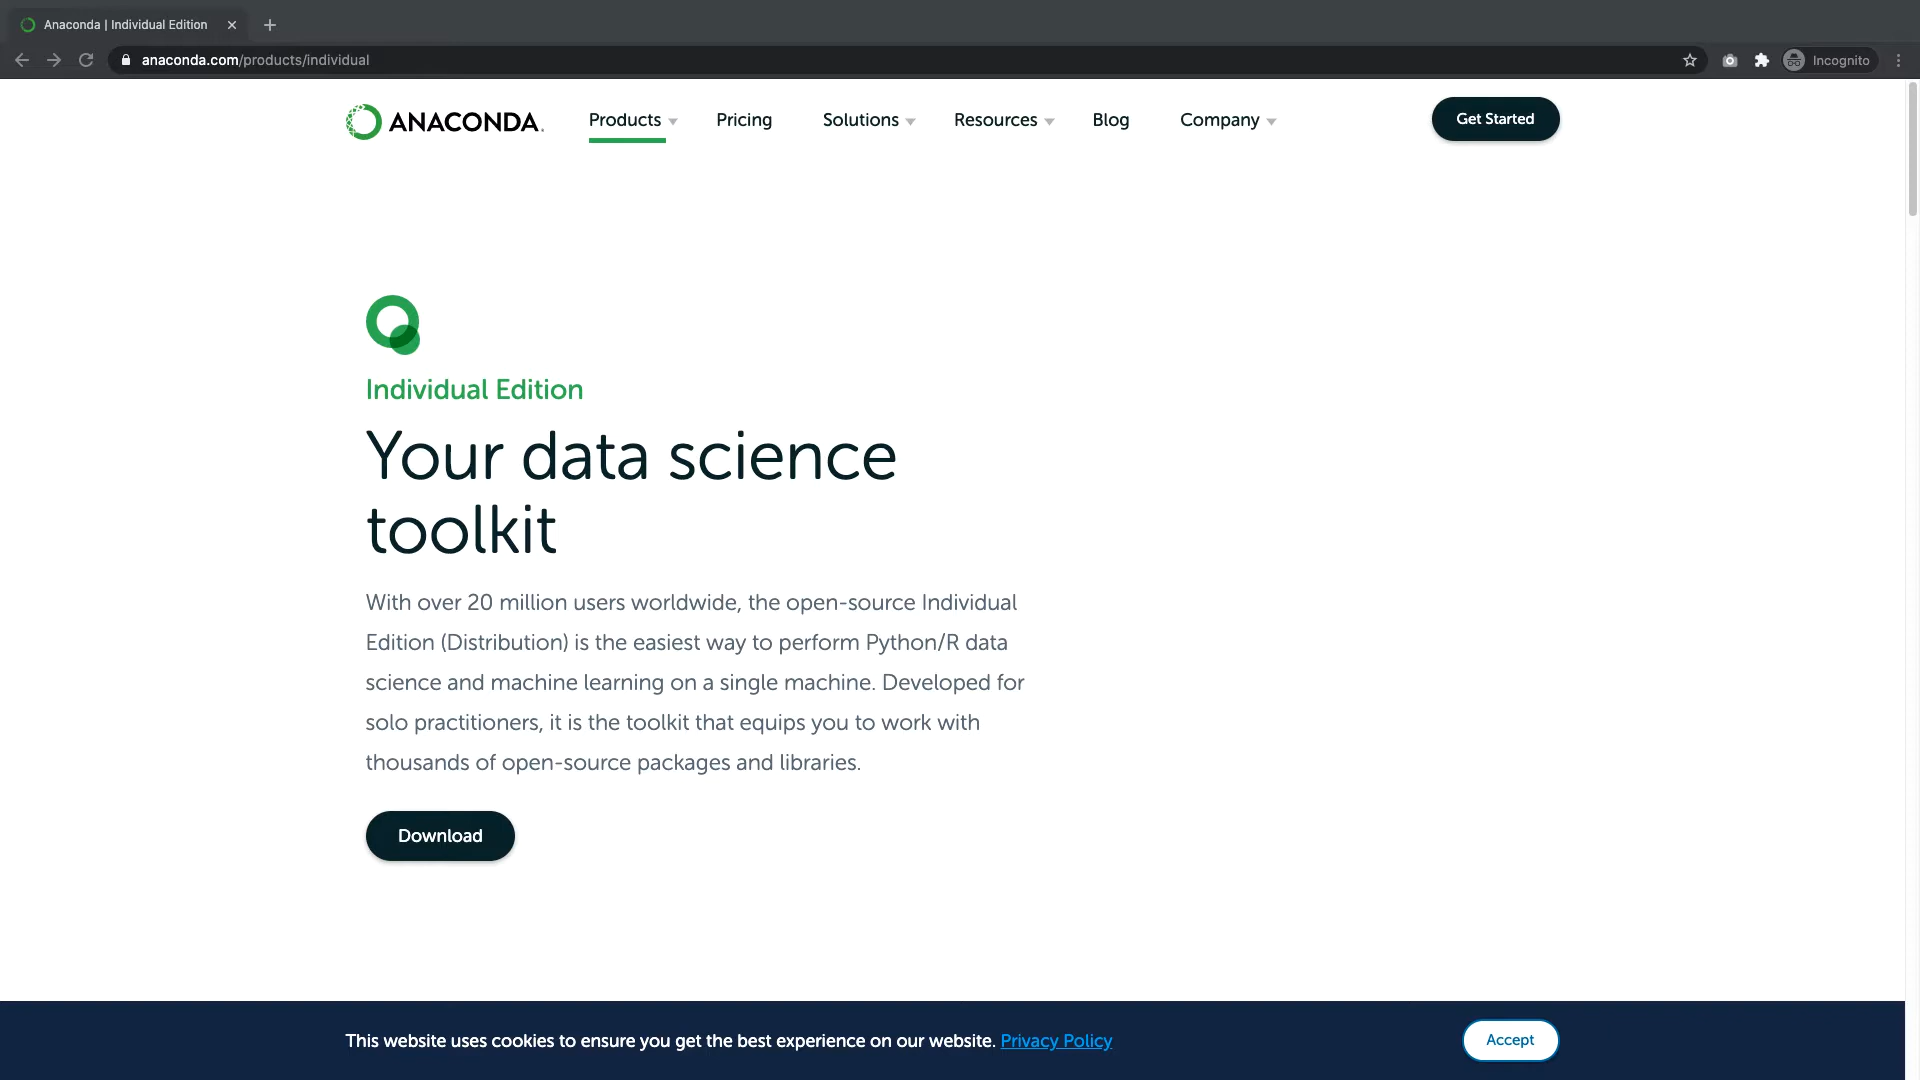 Anaconda | Individual Edition
anaconda.com/products/individual
Incognito
ANACONDA.
Products
Pricing
Solutions
Resources
Blog
Company
Get Started
Individual Edition
Your data science
toolkit
With over 20 million users worldwide, the open-source Individual
Edition (Distribution) is the easiest way to perform Python/R data
science and machine learning on a single machine. Developed for
solo practitioners, it is the toolkit that equips you to work with
thousands of open-source packages and libraries.
Download
This website uses cookies to ensure you get the best experience on our website. Privacy Policy
Accept